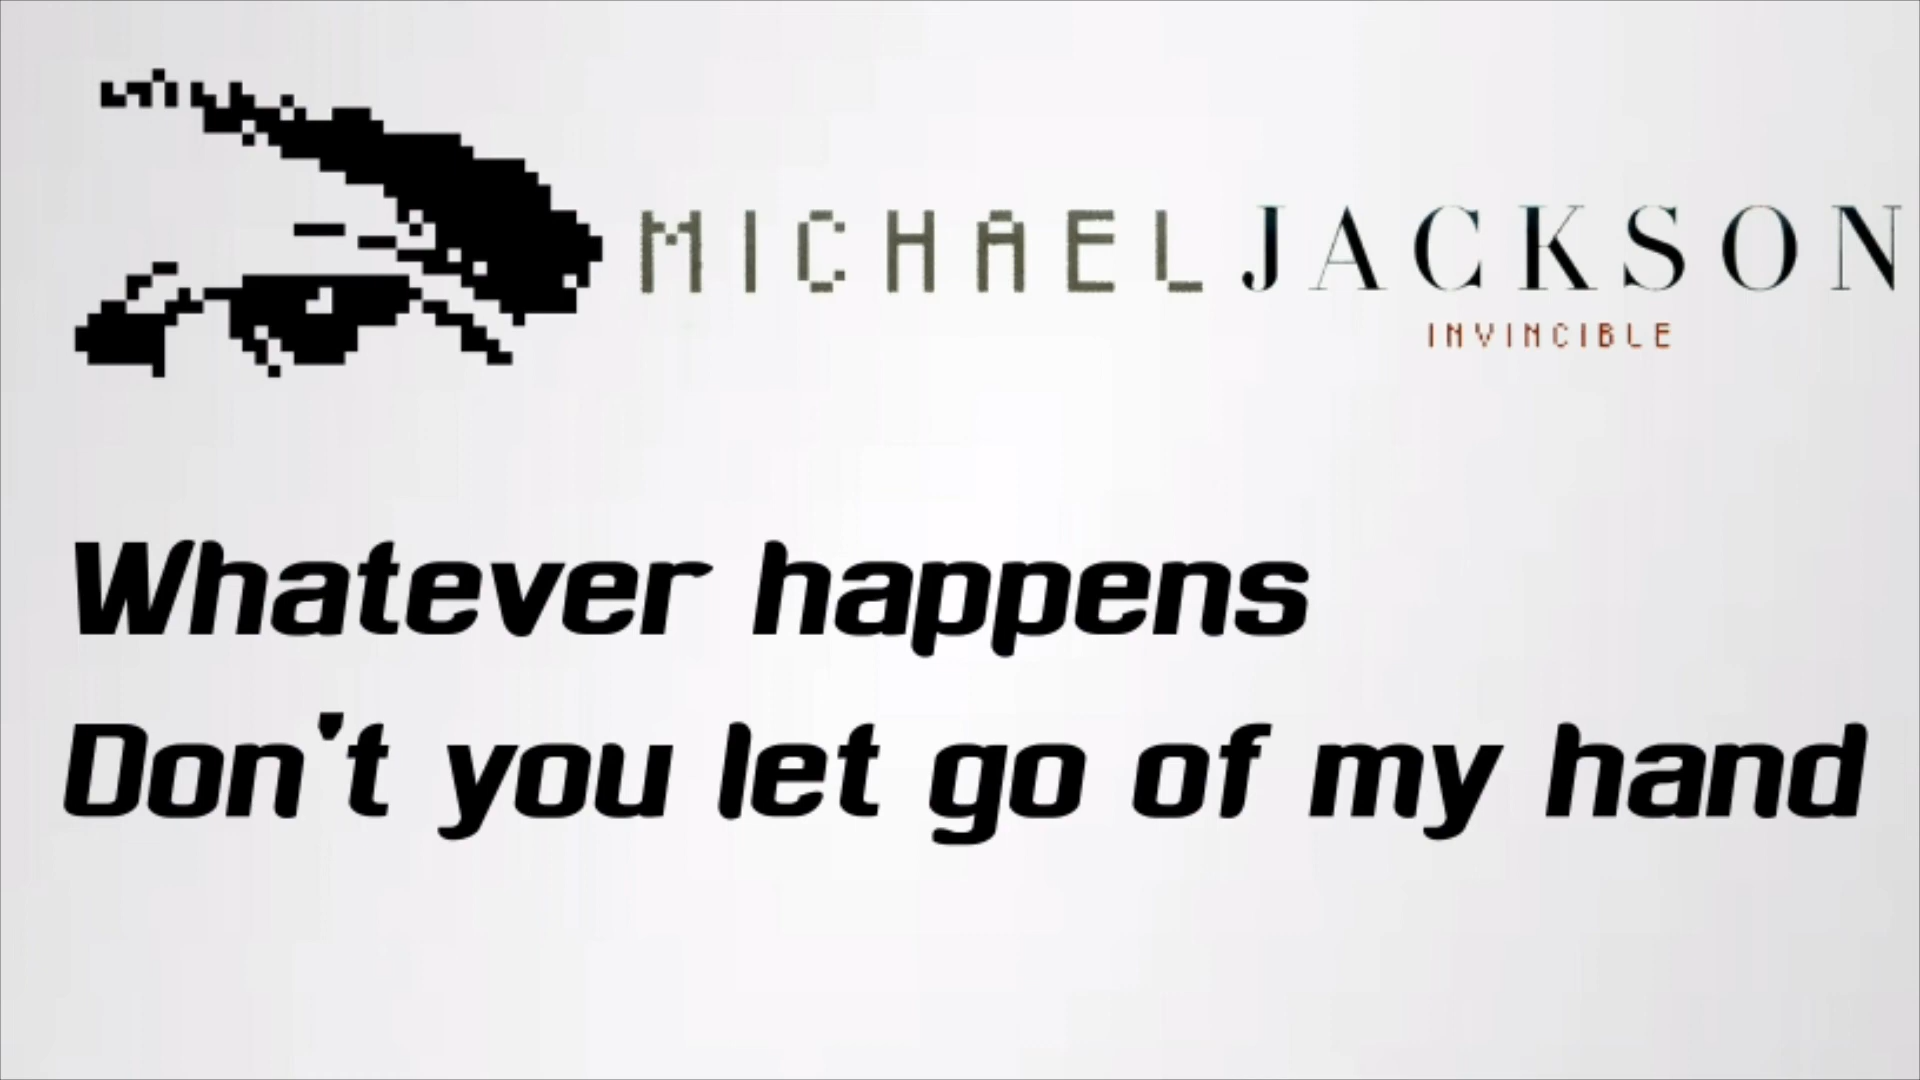 MICHAEL JACKSON
INVINCIBLE
Whatever happens
Don't you let go of my hand